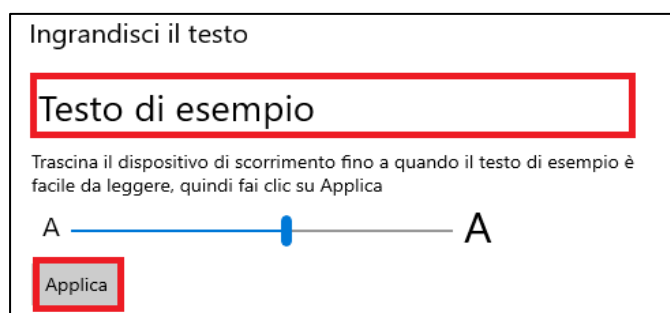 Ingrandisci il testo
Testo di esempio
Trascina il dispositivo di scorrimento fino a quando il testo di esempio è
facile da leggere, quindi fai clic su Applica
A A
Applica